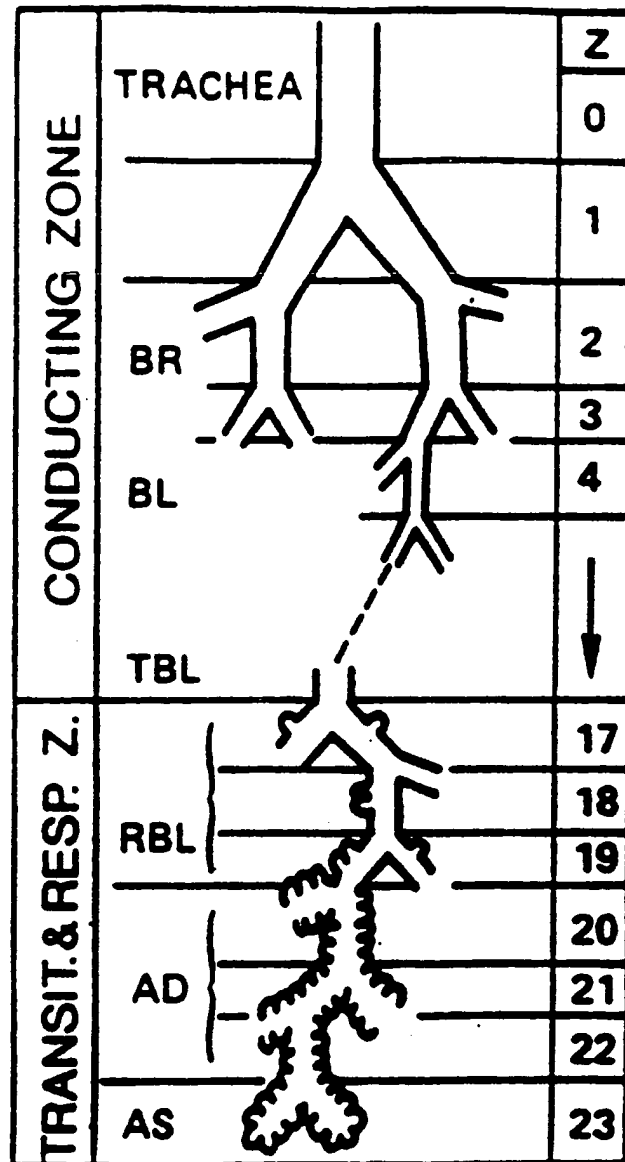 Z
TRACHEA
0
CONDUCTING ZONE
1
BR
2
3
BL
4
TBL
TRANSIT. & RESP. Z.
17
18
RBL
19
20
AD
21
22
AS
23